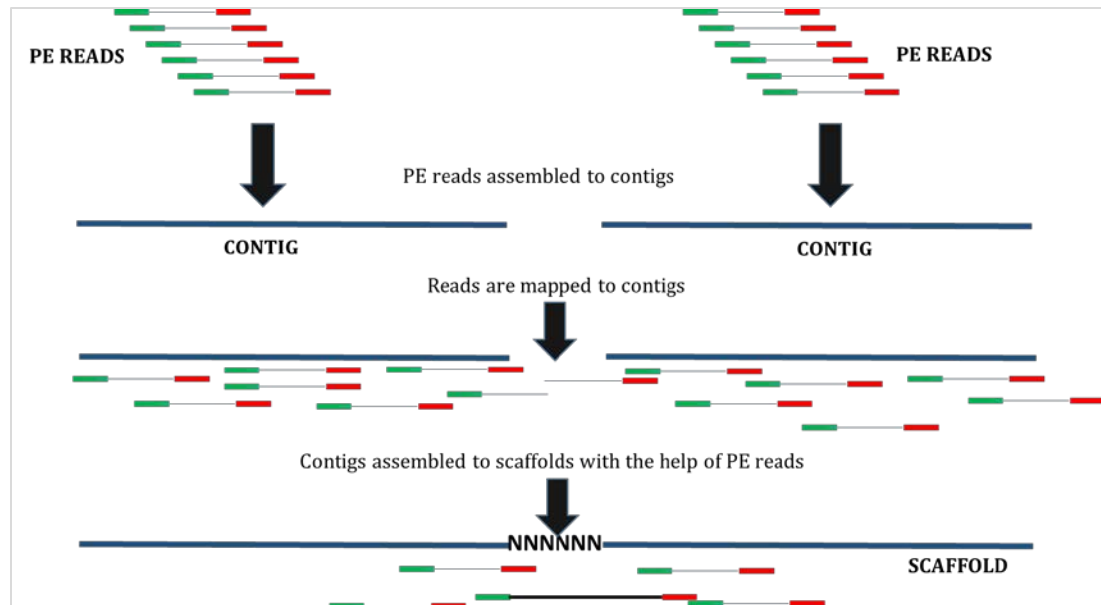 PE READS
PE READS
PE reads assembled to contigs
CONTIG
CONTIG
Reads are mapped to contigs
Contigs assembled to scaffolds with the help of PE reads
NNNNNN
SCAFFOLD